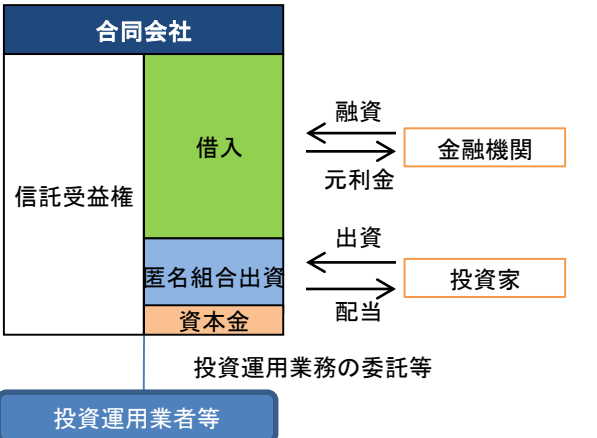 合同会社
信託受益権
借入
匿名組合出資
資本金
融資
元利金
金融機関
出資
配当
投資家
投資運用業務の委託等
投資運用業者等